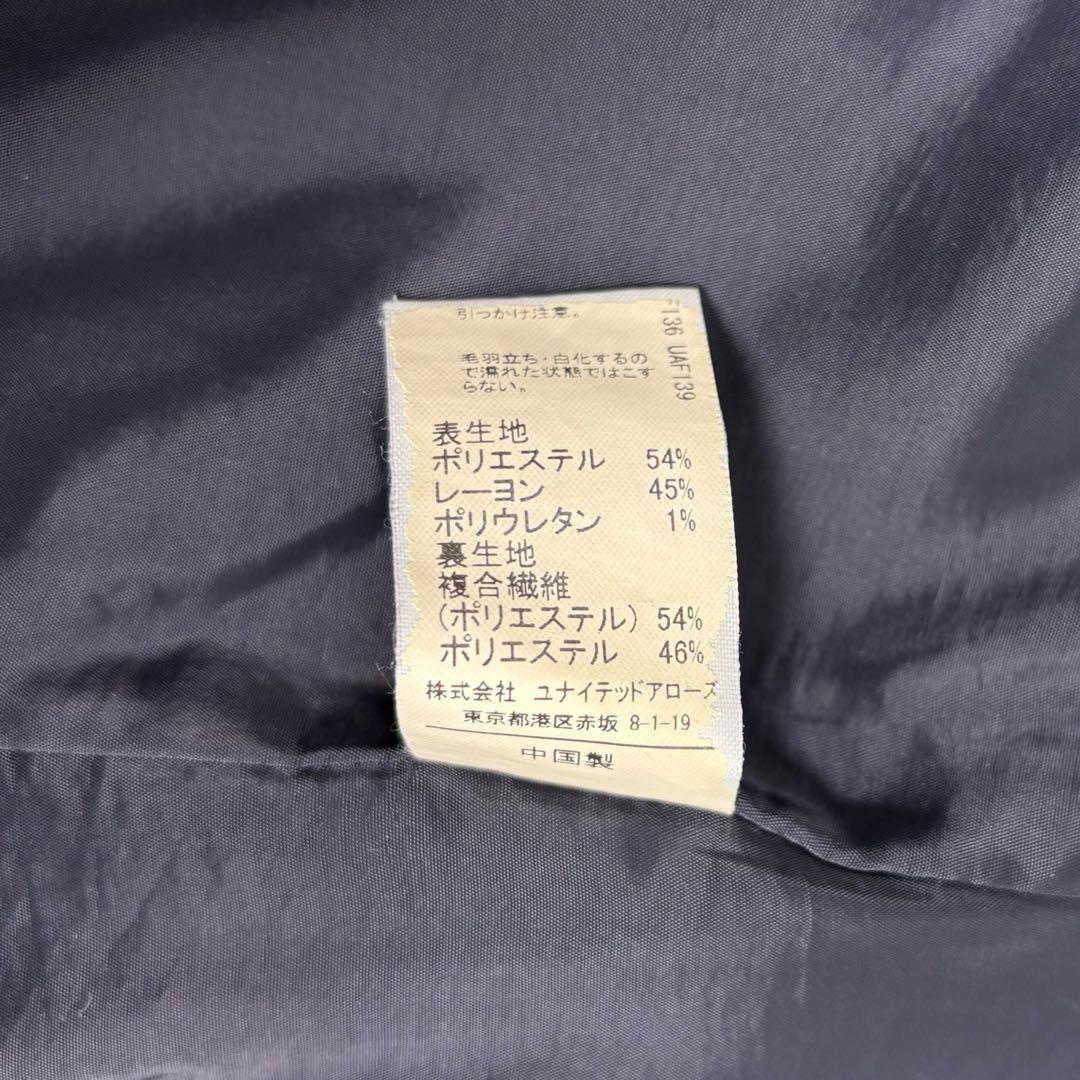 引っかけ注意。
毛羽立ち・白化するの
で濡れた状態ではこす
らない。
表生地
ポリエステル 54%
レーヨン 45%
ポリウレタン 1%
裏生地
複合繊維
(ポリエステル) 54%
ポリエステル 46%
株式会社 ユナイテッドアローズ
東京都港区赤坂 8-1-19
中国製
136 UAF139